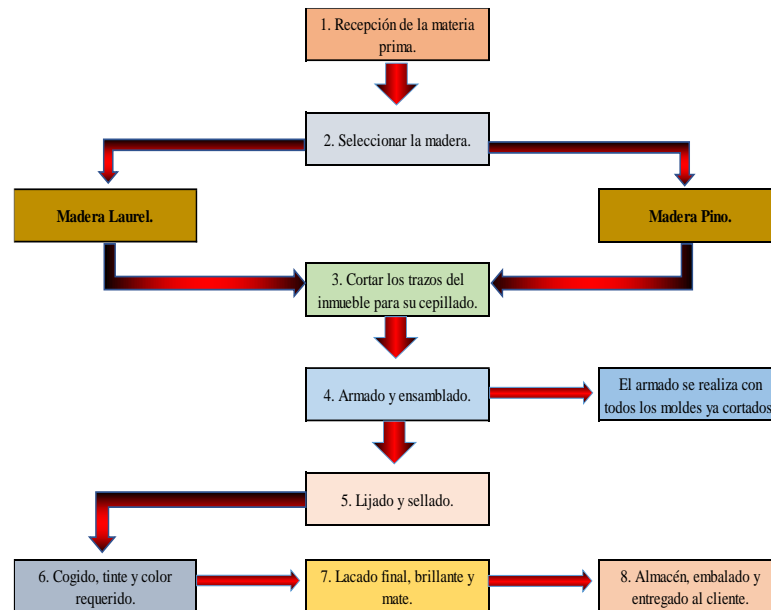 1. Recepción de la materia
prima.
2. Seleccionar la madera.
Madera Laurel.
Madera Pino.
3. Cortar los trazos del
inmueble para su cepillado.
4. Armado y ensamblado.
El armado se realiza con
todos los moldes ya cortados
5. Lijado y sellado.
6. Cogido, tinte y color
requerido.
7. Lacado final, brillante y
mate.
8. Almacén, embalado y
entregado al cliente.